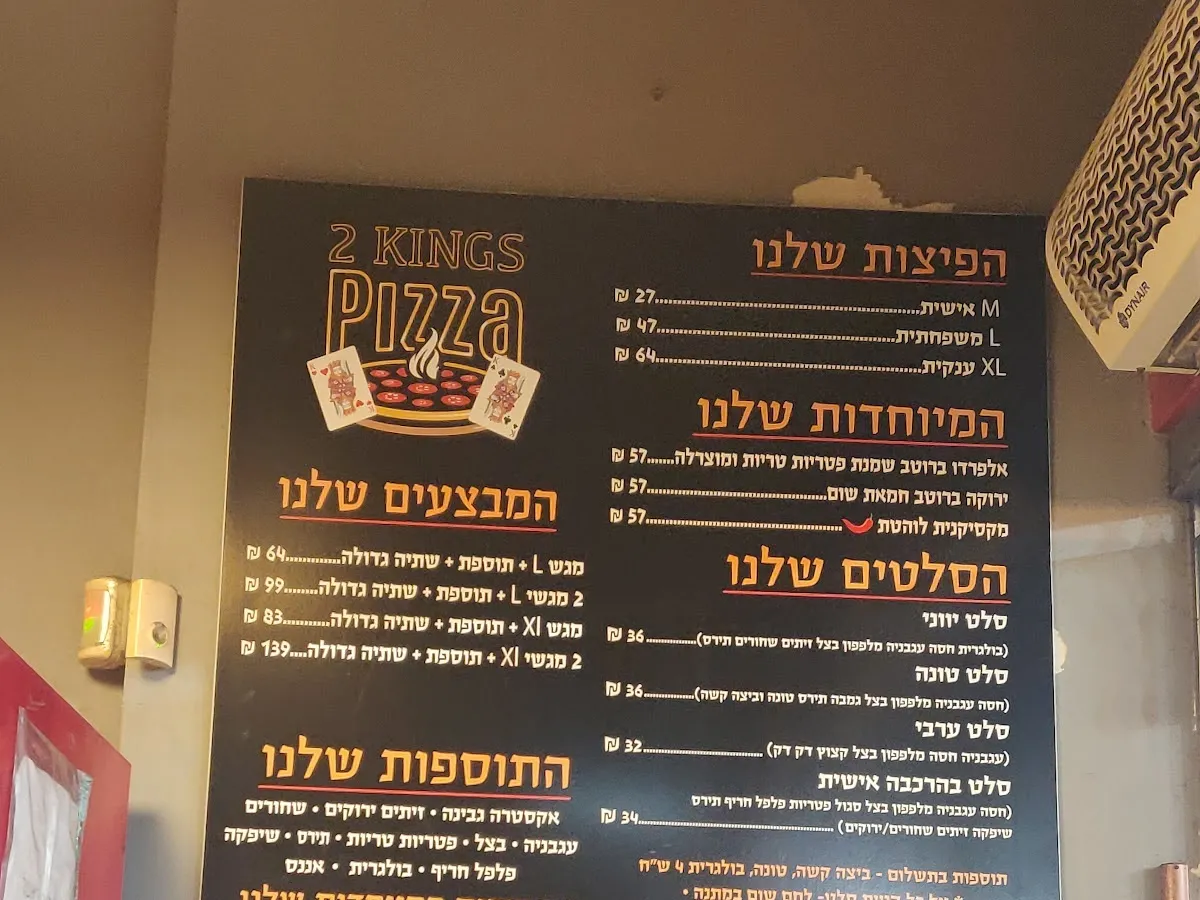 2 KINGS
Pizza
הפיצות שלנו
M אישית......27 ₪
L משפחתית......47 ₪
XL ענקית......64 ₪
המיוחדות שלנו
אלפרדו ברוטב שמנת פטריות טריות ומוצרלה......57 ₪
ירוקה ברוטב חמאת שום......57 ₪
מקסיקנית לוהטת......57 ₪
הסלטים שלנו
סלט יווני
(בולגרית חסה עגבניה מלפפון בצל זיתים שחורים תירס)......36 ₪
סלט טונה
(חסה עגבניה מלפפון בצל גמבה תירס טונה וביצה קשה)......36 ₪
סלט ערבי
(עגבניה חסה מלפפון בצל קצוץ דק דק)......32 ₪
סלט בהרכבה אישית
(חסה עגבניה מלפפון בצל סגול פטריות פלפל חריף תירס
שיפקה זיתים שחורים/ירוקים)......34 ₪
תוספות בתשלום - ביצה קשה, טונה, בולגרית 4 ש"ח
לחם שום במתנה •
המבצעים שלנו
מגש L + תוספת + שתיה גדולה......64 ₪
2 מגשי L + תוספת + שתיה גדולה......99 ₪
מגש Xl + תוספת + שתיה גדולה......83 ₪
2 מגשי Xl + תוספת + שתיה גדולה......139 ₪
התוספות שלנו
אקסטרה גבינה • זיתים ירוקים • שחורים
עגבניה • בצל • פטריות טריות • תירס • שיפקה
פלפל חריף • בולגרית • אננס
DYNAIR